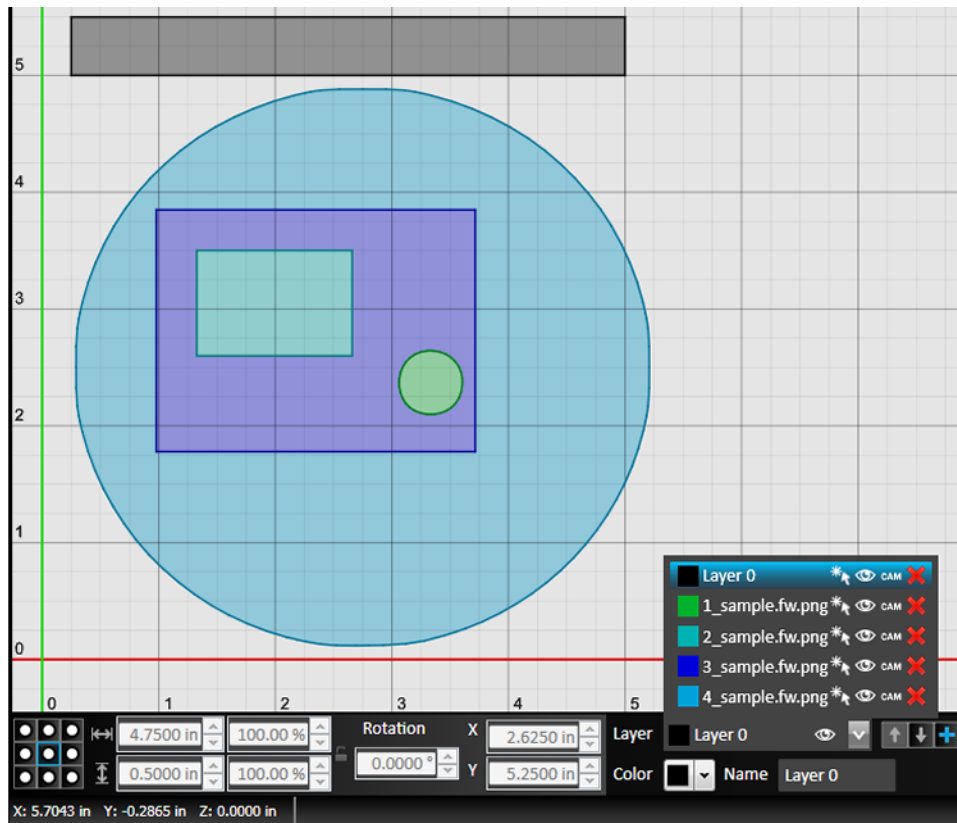 5
4
3
2
1
0
0 1 2 3 4 5
Layer 0 CAM
1_sample.fw.png CAM
2_sample.fw.png CAM
3_sample.fw.png CAM
4_sample.fw.png CAM
4.7500 in 100.00 % Rotation X 2.6250 in Layer Layer 0
0.5000 in 100.00 % 0.0000 ° Y 5.2500 in Color Name Layer 0
X: 5.7043 in Y: -0.2865 in Z: 0.0000 in